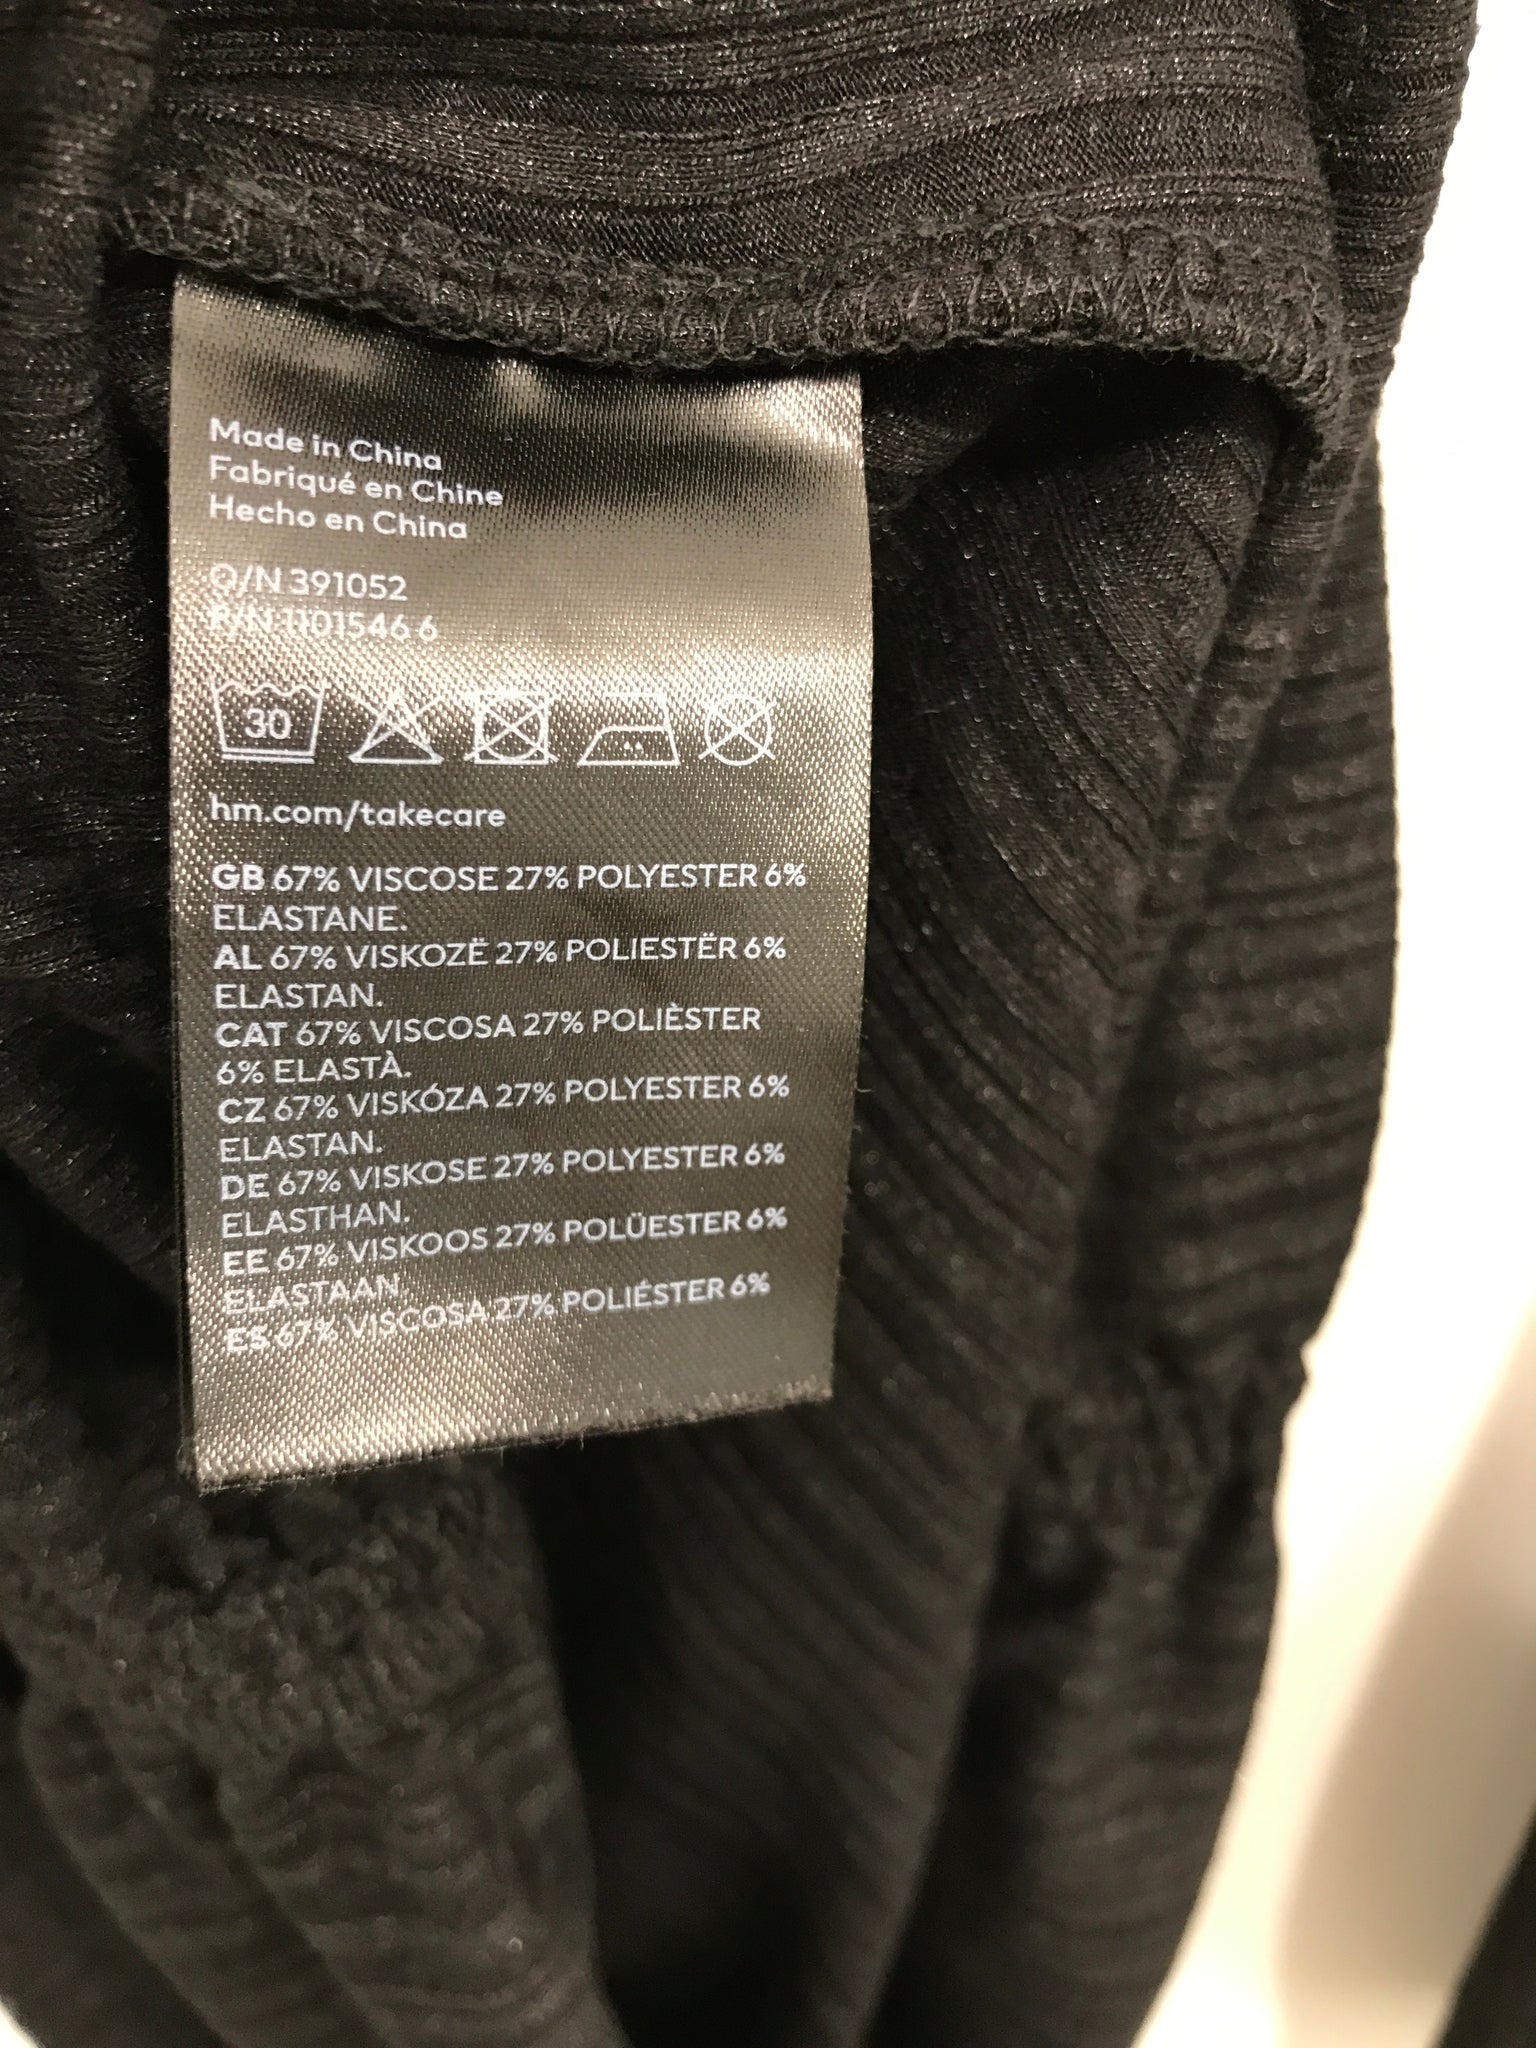 Made in China
Fabriqué en Chine
Hecho en China
O/N 391052
P/N 1101546 6
30
hm.com/takecare
GB 67% VISCOSE 27% POLYESTER 6%
ELASTANE.
AL 67% VISKOZË 27% POLIESTËR 6%
ELASTAN.
CAT 67% VISCOSA 27% POLIÈSTER
6% ELASTÀ.
CZ 67% VISKÓZA 27% POLYESTER 6%
ELASTAN.
DE 67% VISKOSE 27% POLYESTER 6%
ELASTHAN.
EE 67% VISKOOS 27% POLÜESTER 6%
ELASTAAN
ES 67% VISCOSA 27% POLIÉSTER 6%